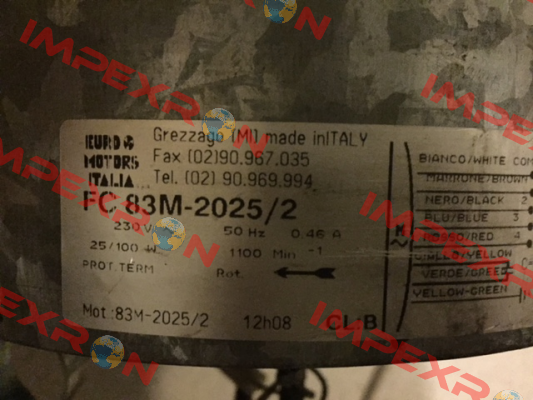 IMPEXRON
IMPEXRON
EURO
MOTORS
ITALIA
Grezzago (MI) made inITALY
Fax (02)90.967.035
Tel. (02) 90.969.994
FC 83M-2025/2
230 V 50 Hz 0.46 A
25/100 W 1100 Min -1
PROT.TERM Rot.
Mot:83M-2025/2 12h08 CL:B
BIANCO/WHITE COM
MARRONE/BROWN
NERO/BLACK 2
BLU/BLUE 3
ROSSO/RED 4
GIALLO/YELLOW
VERDE/GREE
YELLOW-GREEN
IMPEXRON
IMPEXRON
IMPEXRON